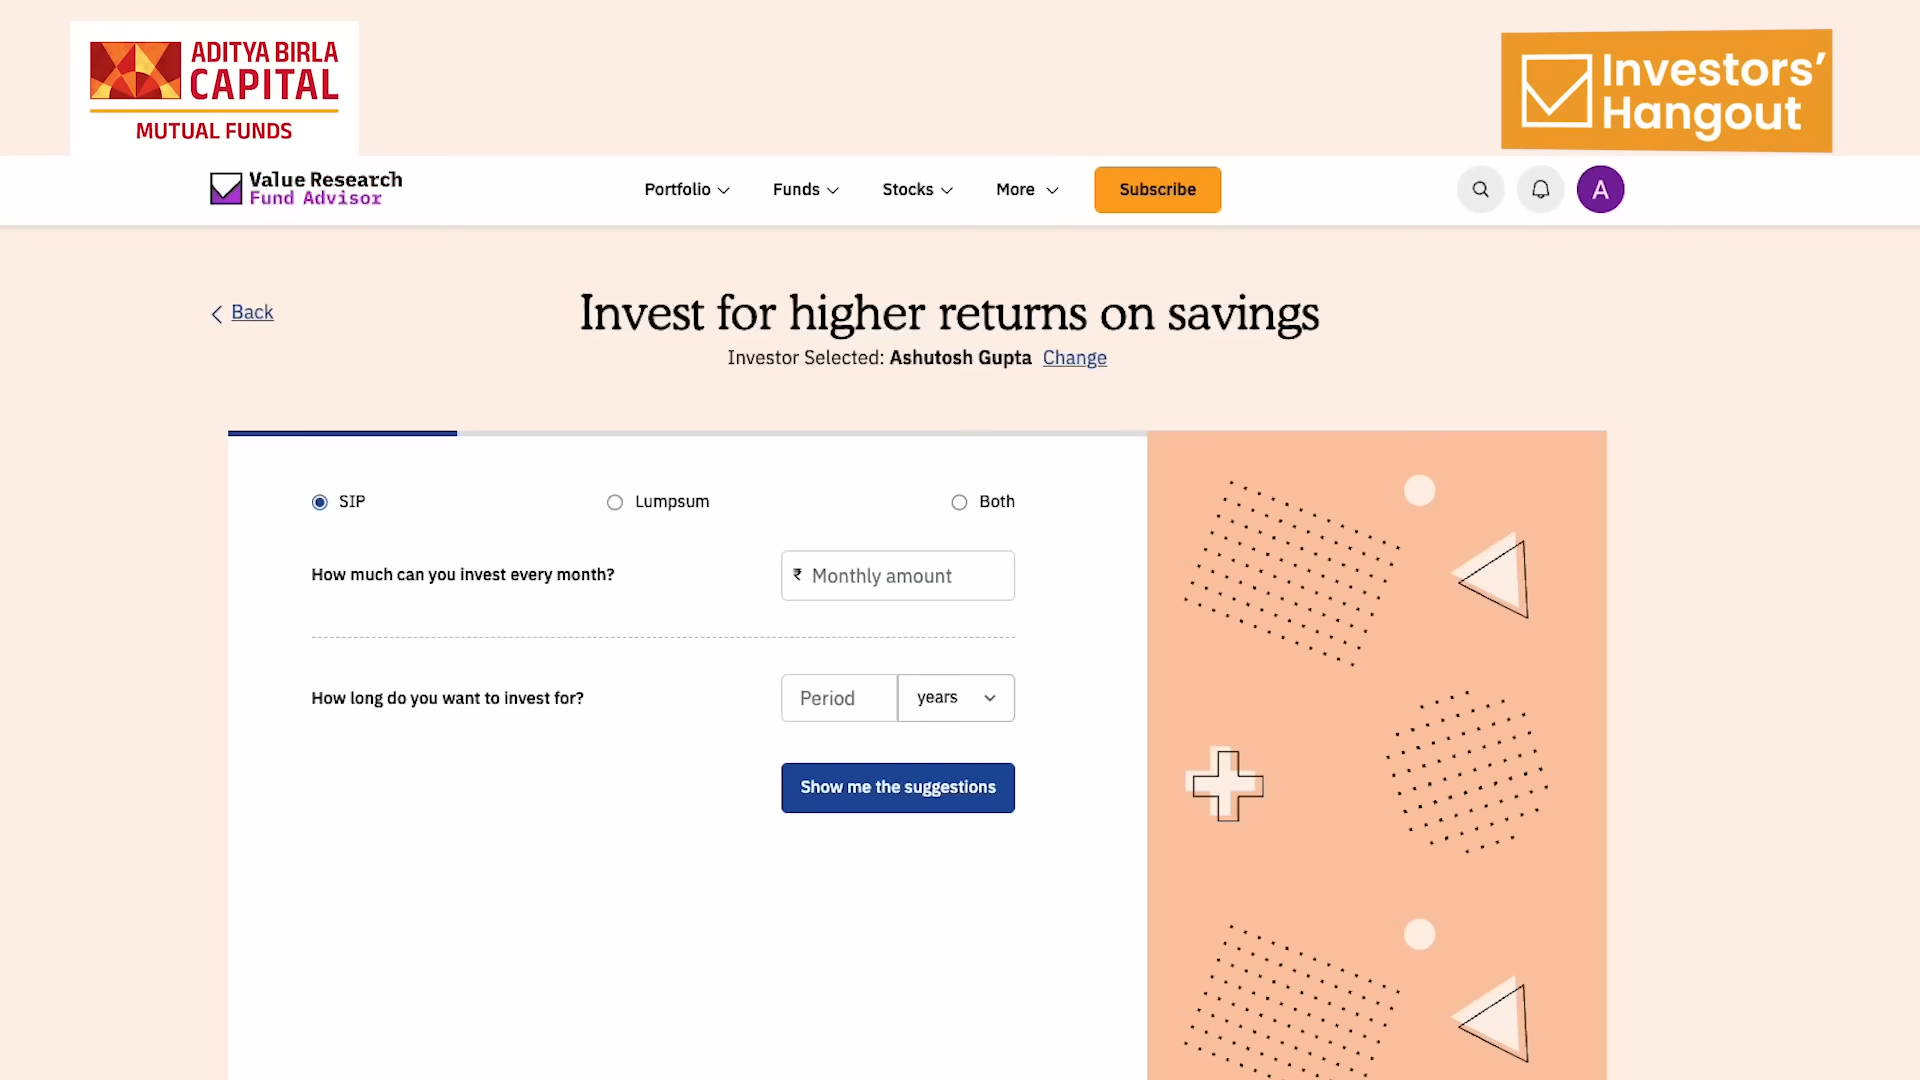 ADITYA BIRLA
CAPITAL
MUTUAL FUNDS
Investors’
Hangout
Value Research
Fund Advisor
Portfolio
Funds
Stocks
More
Subscribe
A
Back
Invest for higher returns on savings
Investor Selected: Ashutosh Gupta Change
SIP
Lumpsum
Both
How much can you invest every month?
₹ Monthly amount
How long do you want to invest for?
Period
years
Show me the suggestions